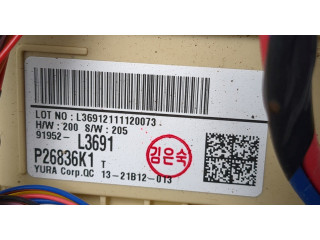 LOT NO : L36912111120073
H/W : 200 S/W : 205
91952- L3691
P26836K1 T
YURA Corp.QC 13-21B12-013
김은숙